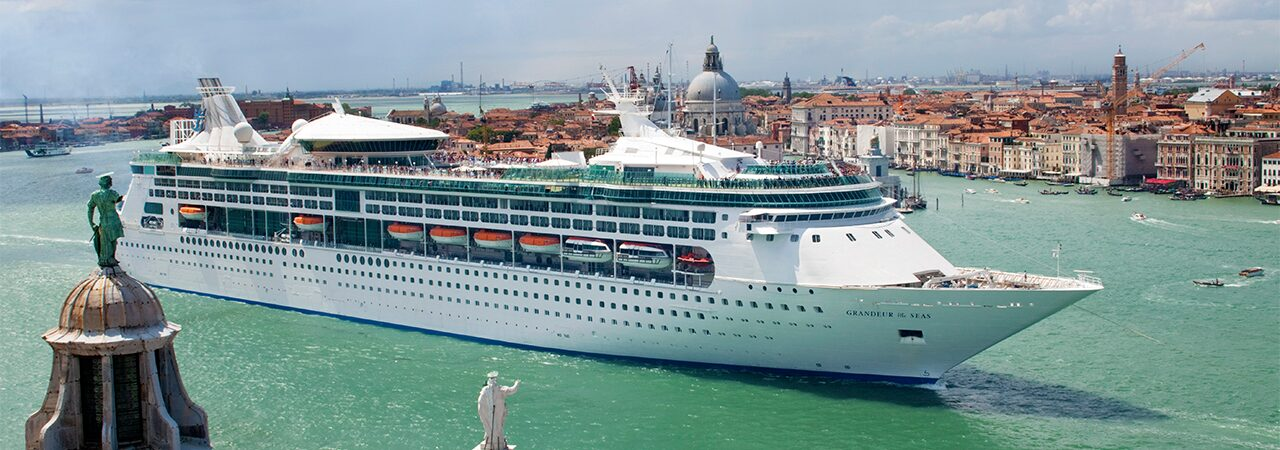 GRANDEUR OF THE SEAS